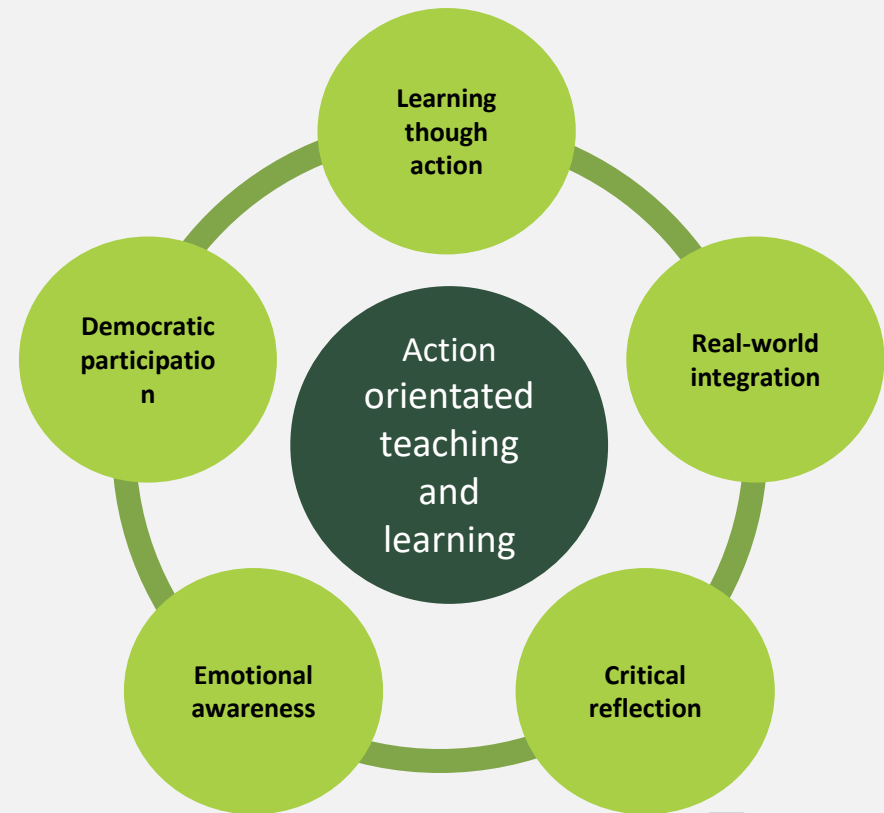 Learning
though
action
Democratic
participatio
n
Real-world
integration
Action
orientated
teaching
and
learning
Emotional
awareness
Critical
reflection